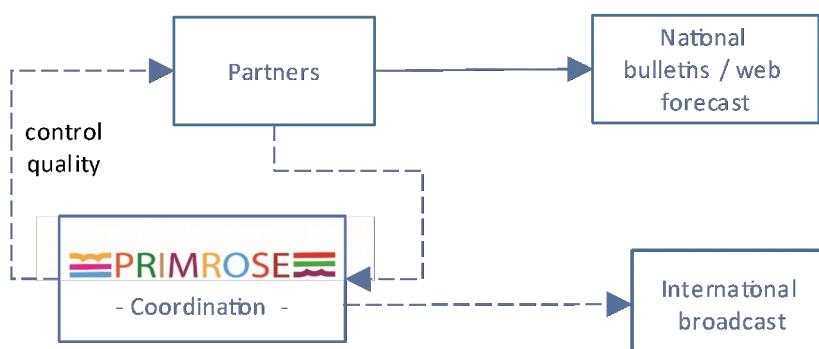 Partners
National
bulletins / web
forecast
control
quality
PRIMROSE
- Coordination -
International
broadcast